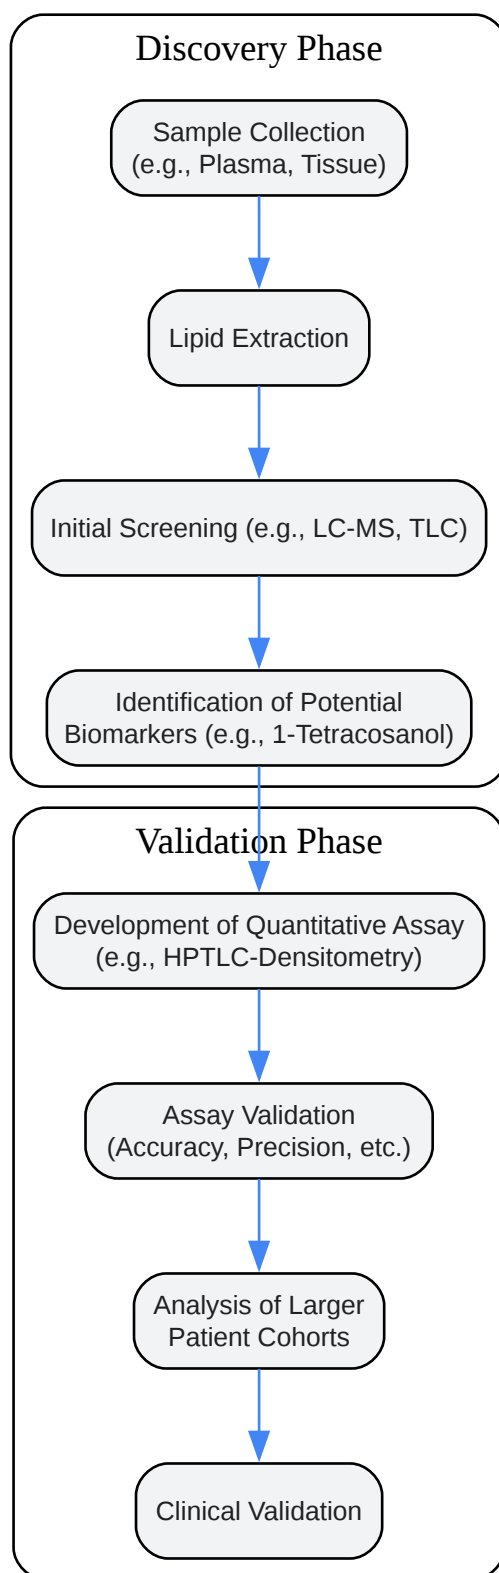 Discovery Phase
Sample Collection
(e.g., Plasma, Tissue)
Lipid Extraction
Initial Screening (e.g., LC-MS, TLC)
Identification of Potential
Biomarkers (e.g., 1-Tetracosanol)
Validation Phase
Development of Quantitative Assay
(e.g., HPTLC-Densitometry)
Assay Validation
(Accuracy, Precision, etc.)
Analysis of Larger
Patient Cohorts
Clinical Validation